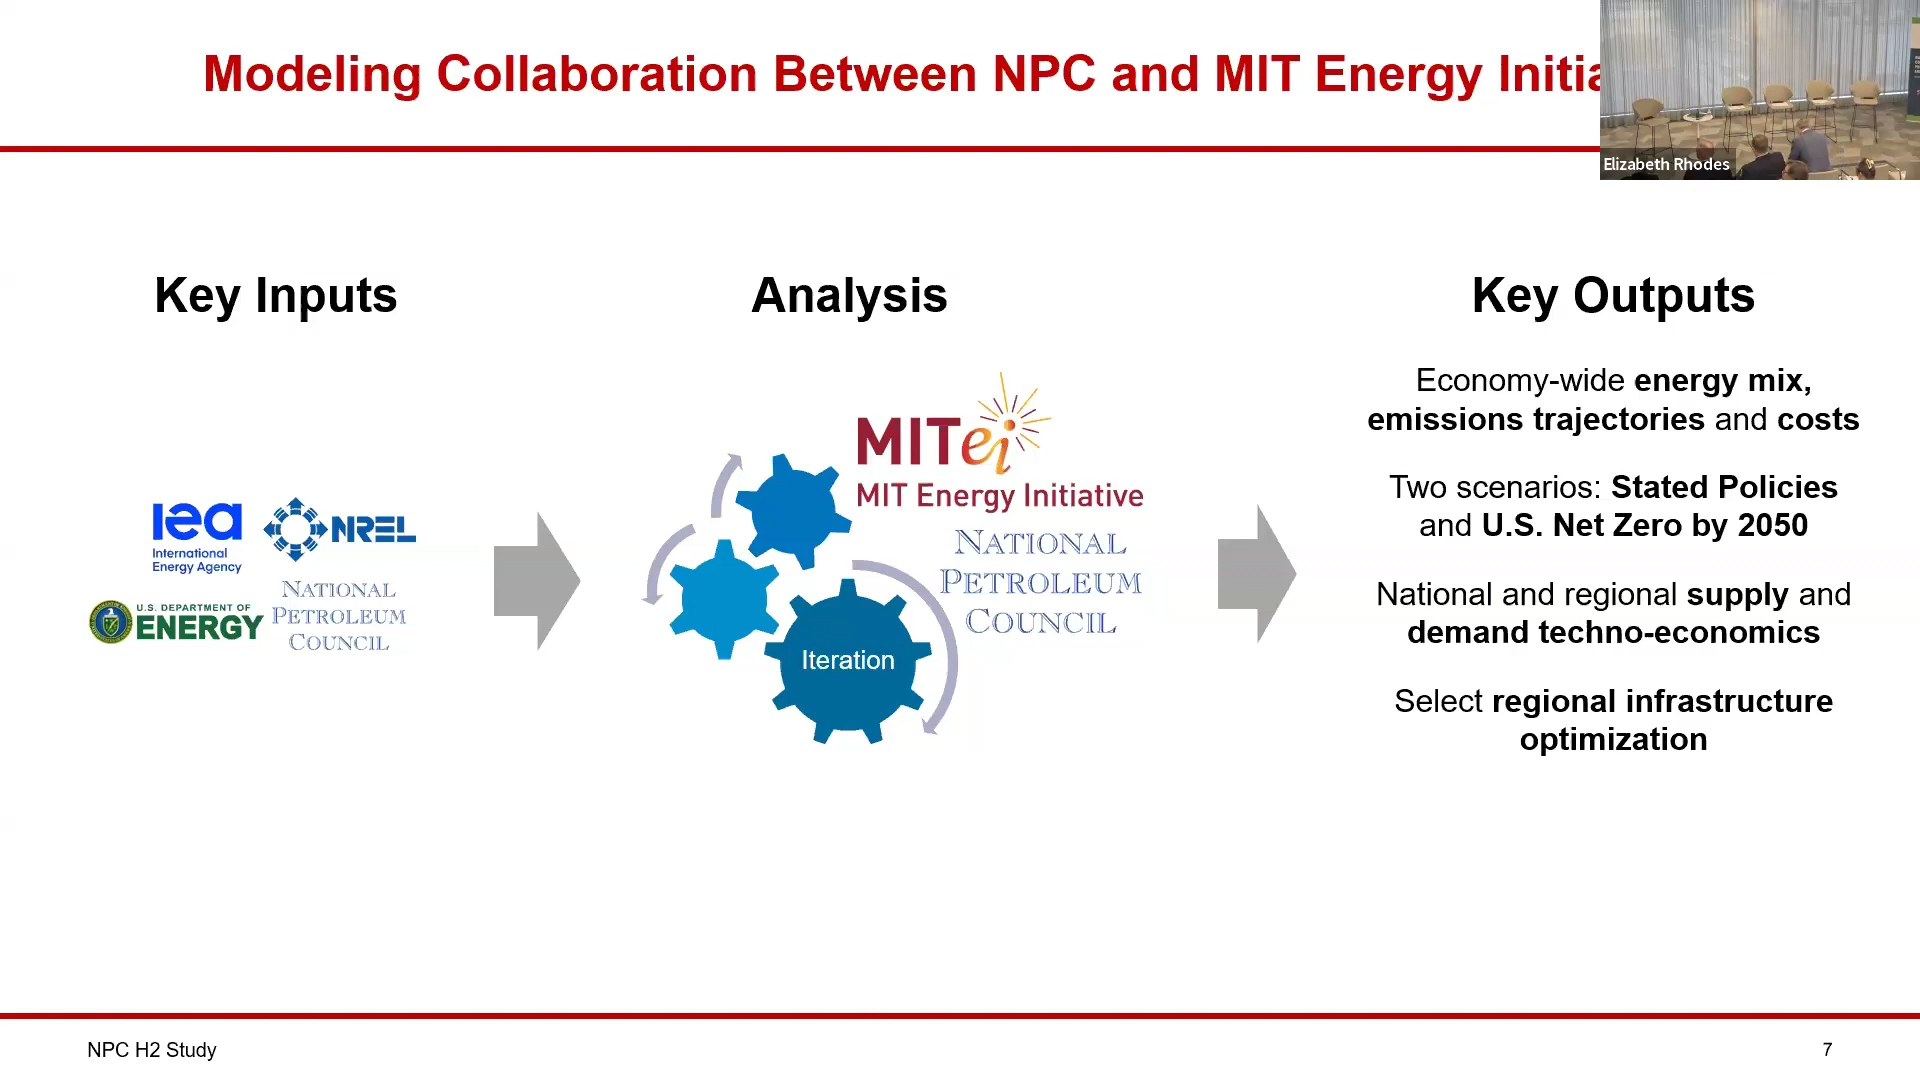 Modeling Collaboration Between NPC and MIT Energy Initia
Elizabeth Rhodes
Key Inputs
iea
International
Energy Agency
NREL
U.S. DEPARTMENT OF
ENERGY
NATIONAL
PETROLEUM
COUNCIL
Analysis
MITei
MIT Energy Initiative
NATIONAL
PETROLEUM
COUNCIL
Iteration
Key Outputs
Economy-wide energy mix,
emissions trajectories and costs
Two scenarios: Stated Policies
and U.S. Net Zero by 2050
National and regional supply and
demand techno-economics
Select regional infrastructure
optimization
NPC H2 Study
7